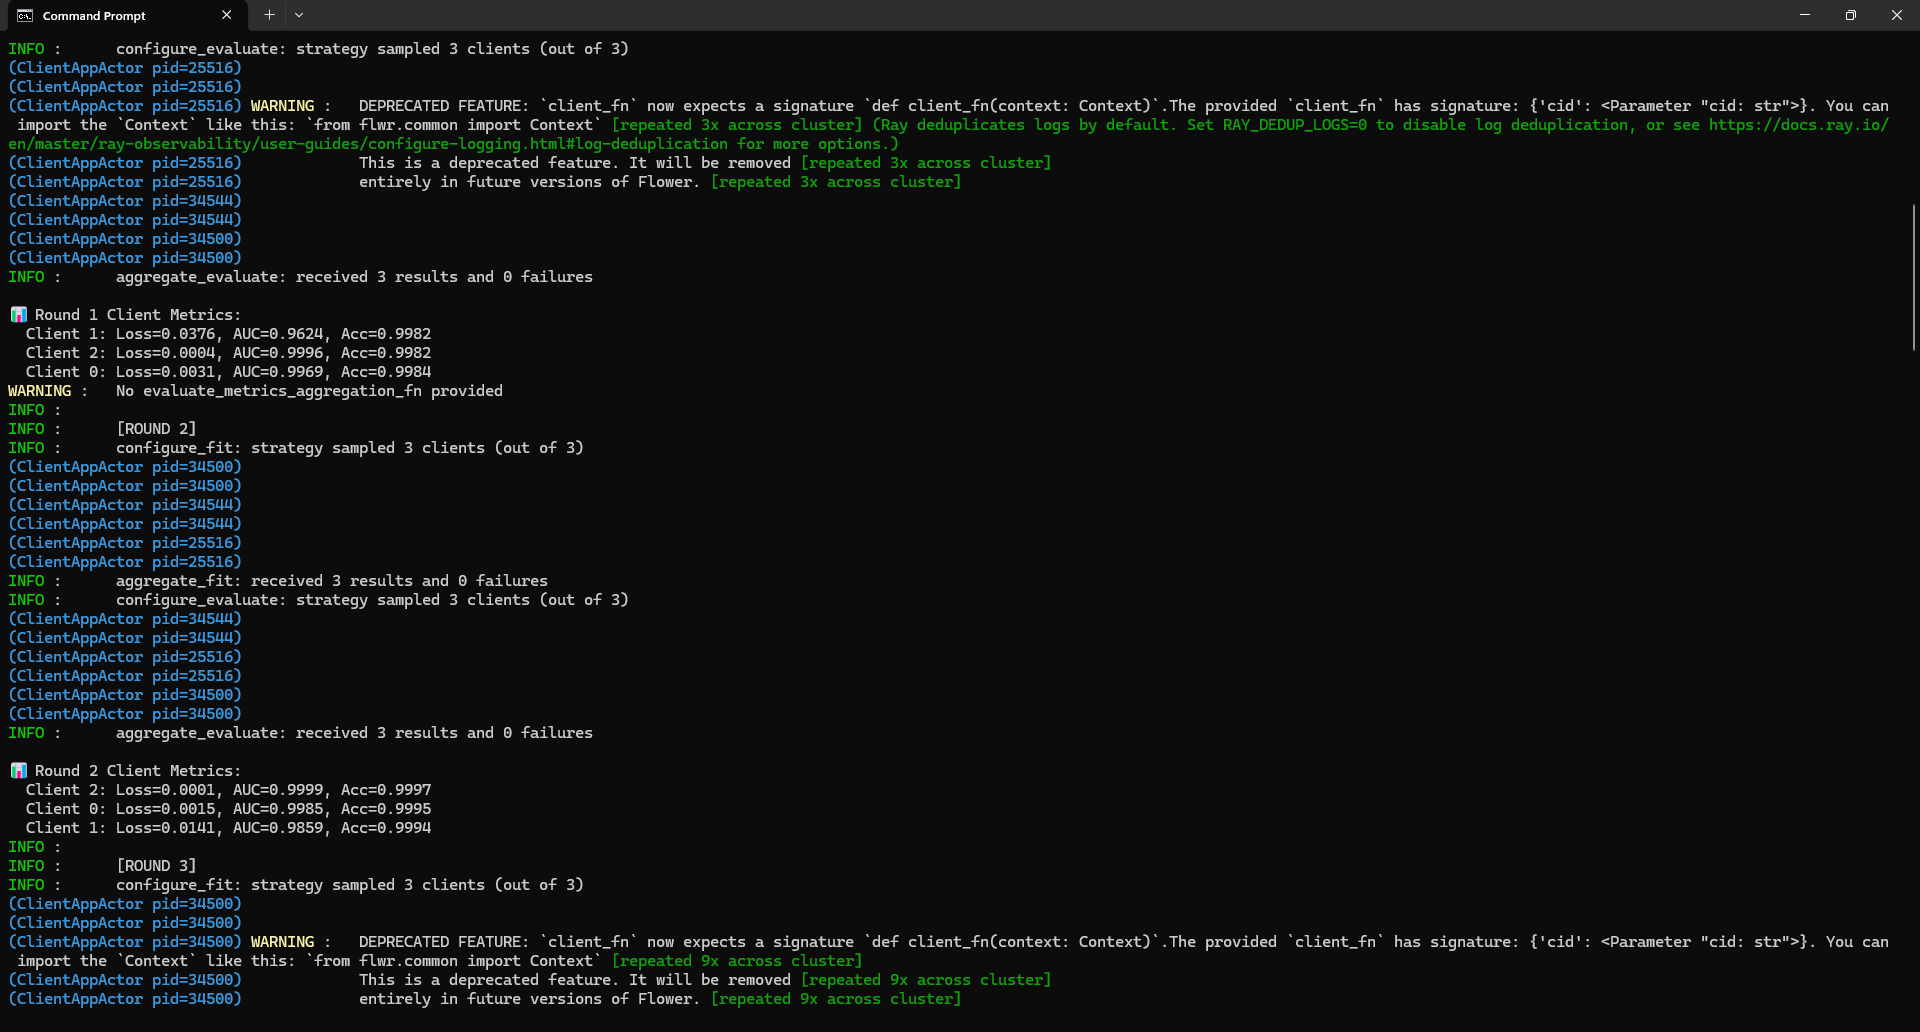 Command Prompt
INFO :      configure_evaluate: strategy sampled 3 clients (out of 3)
(ClientAppActor pid=25516)
(ClientAppActor pid=25516)
(ClientAppActor pid=25516) WARNING :   DEPRECATED FEATURE: `client_fn` now expects a signature `def client_fn(context: Context)`.The provided `client_fn` has signature: {'cid': <Parameter "cid: str">}. You can
 import the `Context` like this: `from flwr.common import Context` [repeated 3x across cluster] (Ray deduplicates logs by default. Set RAY_DEDUP_LOGS=0 to disable log deduplication, or see https://docs.ray.io/
en/master/ray-observability/user-guides/configure-logging.html#log-deduplication for more options.)
(ClientAppActor pid=25516)             This is a deprecated feature. It will be removed [repeated 3x across cluster]
(ClientAppActor pid=25516)             entirely in future versions of Flower. [repeated 3x across cluster]
(ClientAppActor pid=34544)
(ClientAppActor pid=34544)
(ClientAppActor pid=34500)
(ClientAppActor pid=34500)
INFO :      aggregate_evaluate: received 3 results and 0 failures
📊 Round 1 Client Metrics:
  Client 1: Loss=0.0376, AUC=0.9624, Acc=0.9982
  Client 2: Loss=0.0004, AUC=0.9996, Acc=0.9982
  Client 0: Loss=0.0031, AUC=0.9969, Acc=0.9984
WARNING :   No evaluate_metrics_aggregation_fn provided
INFO :
INFO :      [ROUND 2]
INFO :      configure_fit: strategy sampled 3 clients (out of 3)
(ClientAppActor pid=34500)
(ClientAppActor pid=34500)
(ClientAppActor pid=34544)
(ClientAppActor pid=34544)
(ClientAppActor pid=25516)
(ClientAppActor pid=25516)
INFO :      aggregate_fit: received 3 results and 0 failures
INFO :      configure_evaluate: strategy sampled 3 clients (out of 3)
(ClientAppActor pid=34544)
(ClientAppActor pid=34544)
(ClientAppActor pid=25516)
(ClientAppActor pid=25516)
(ClientAppActor pid=34500)
(ClientAppActor pid=34500)
INFO :      aggregate_evaluate: received 3 results and 0 failures
📊 Round 2 Client Metrics:
  Client 2: Loss=0.0001, AUC=0.9999, Acc=0.9997
  Client 0: Loss=0.0015, AUC=0.9985, Acc=0.9995
  Client 1: Loss=0.0141, AUC=0.9859, Acc=0.9994
INFO :
INFO :      [ROUND 3]
INFO :      configure_fit: strategy sampled 3 clients (out of 3)
(ClientAppActor pid=34500)
(ClientAppActor pid=34500)
(ClientAppActor pid=34500) WARNING :   DEPRECATED FEATURE: `client_fn` now expects a signature `def client_fn(context: Context)`.The provided `client_fn` has signature: {'cid': <Parameter "cid: str">}. You can
 import the `Context` like this: `from flwr.common import Context` [repeated 9x across cluster]
(ClientAppActor pid=34500)             This is a deprecated feature. It will be removed [repeated 9x across cluster]
(ClientAppActor pid=34500)             entirely in future versions of Flower. [repeated 9x across cluster]